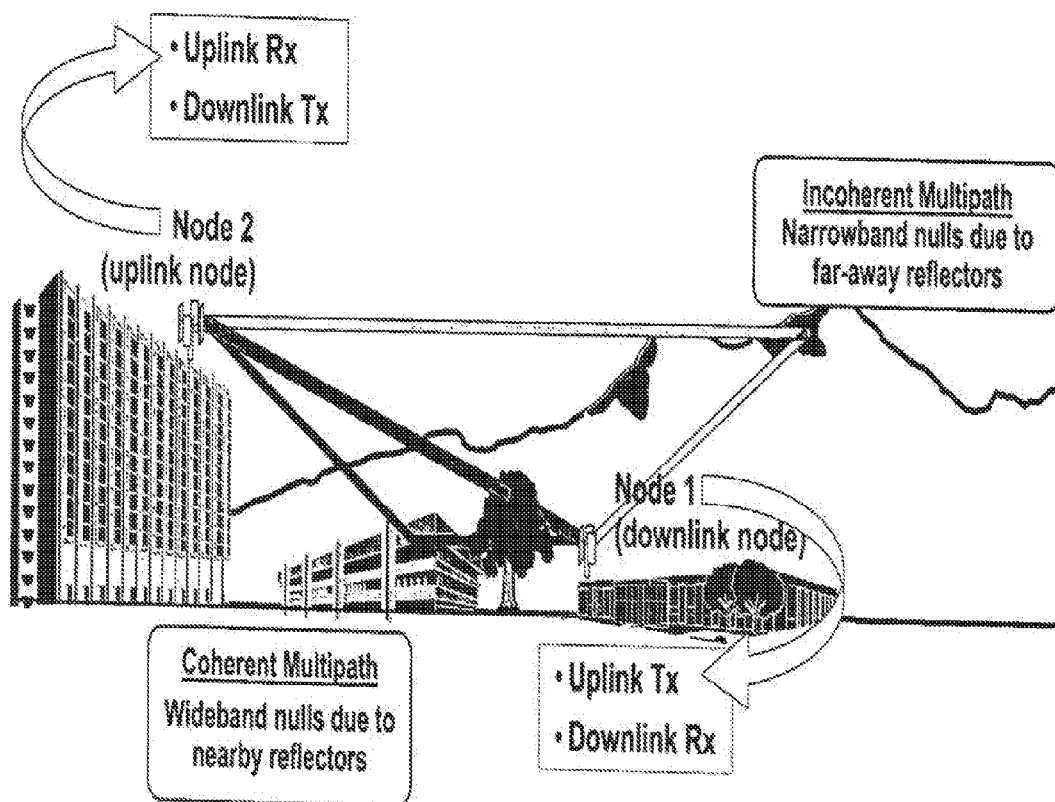 • Uplink Rx
• Downlink Tx
Node 2
(uplink node)
Incoherent Multipath
Narrowband nulls due to
far-away reflectors
Node 1
(downlink node)
Coherent Multipath
Wideband nulls due to
nearby reflectors
• Uplink Tx
• Downlink Rx